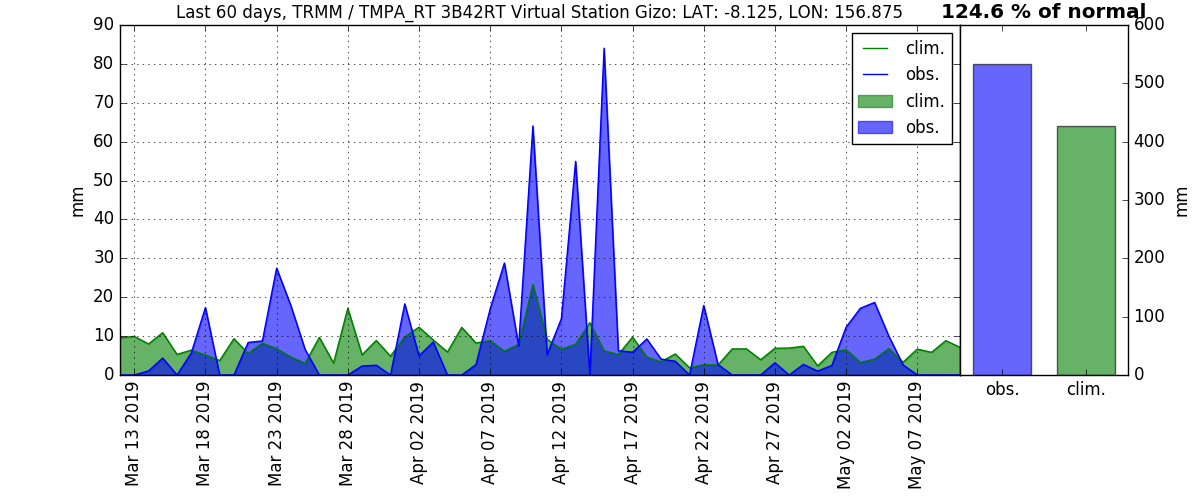 Last 60 days, TRMM / TMPA_RT 3B42RT Virtual Station Gizo: LAT: -8.125, LON: 156.875
124.6 % of normal
90
80
70
60
50
40
30
20
10
0
mm
clim.
obs.
clim.
obs.
600
500
400
300
200
100
0
mm
obs.
clim.
Mar 13 2019
Mar 18 2019
Mar 23 2019
Mar 28 2019
Apr 02 2019
Apr 07 2019
Apr 12 2019
Apr 17 2019
Apr 22 2019
Apr 27 2019
May 02 2019
May 07 2019